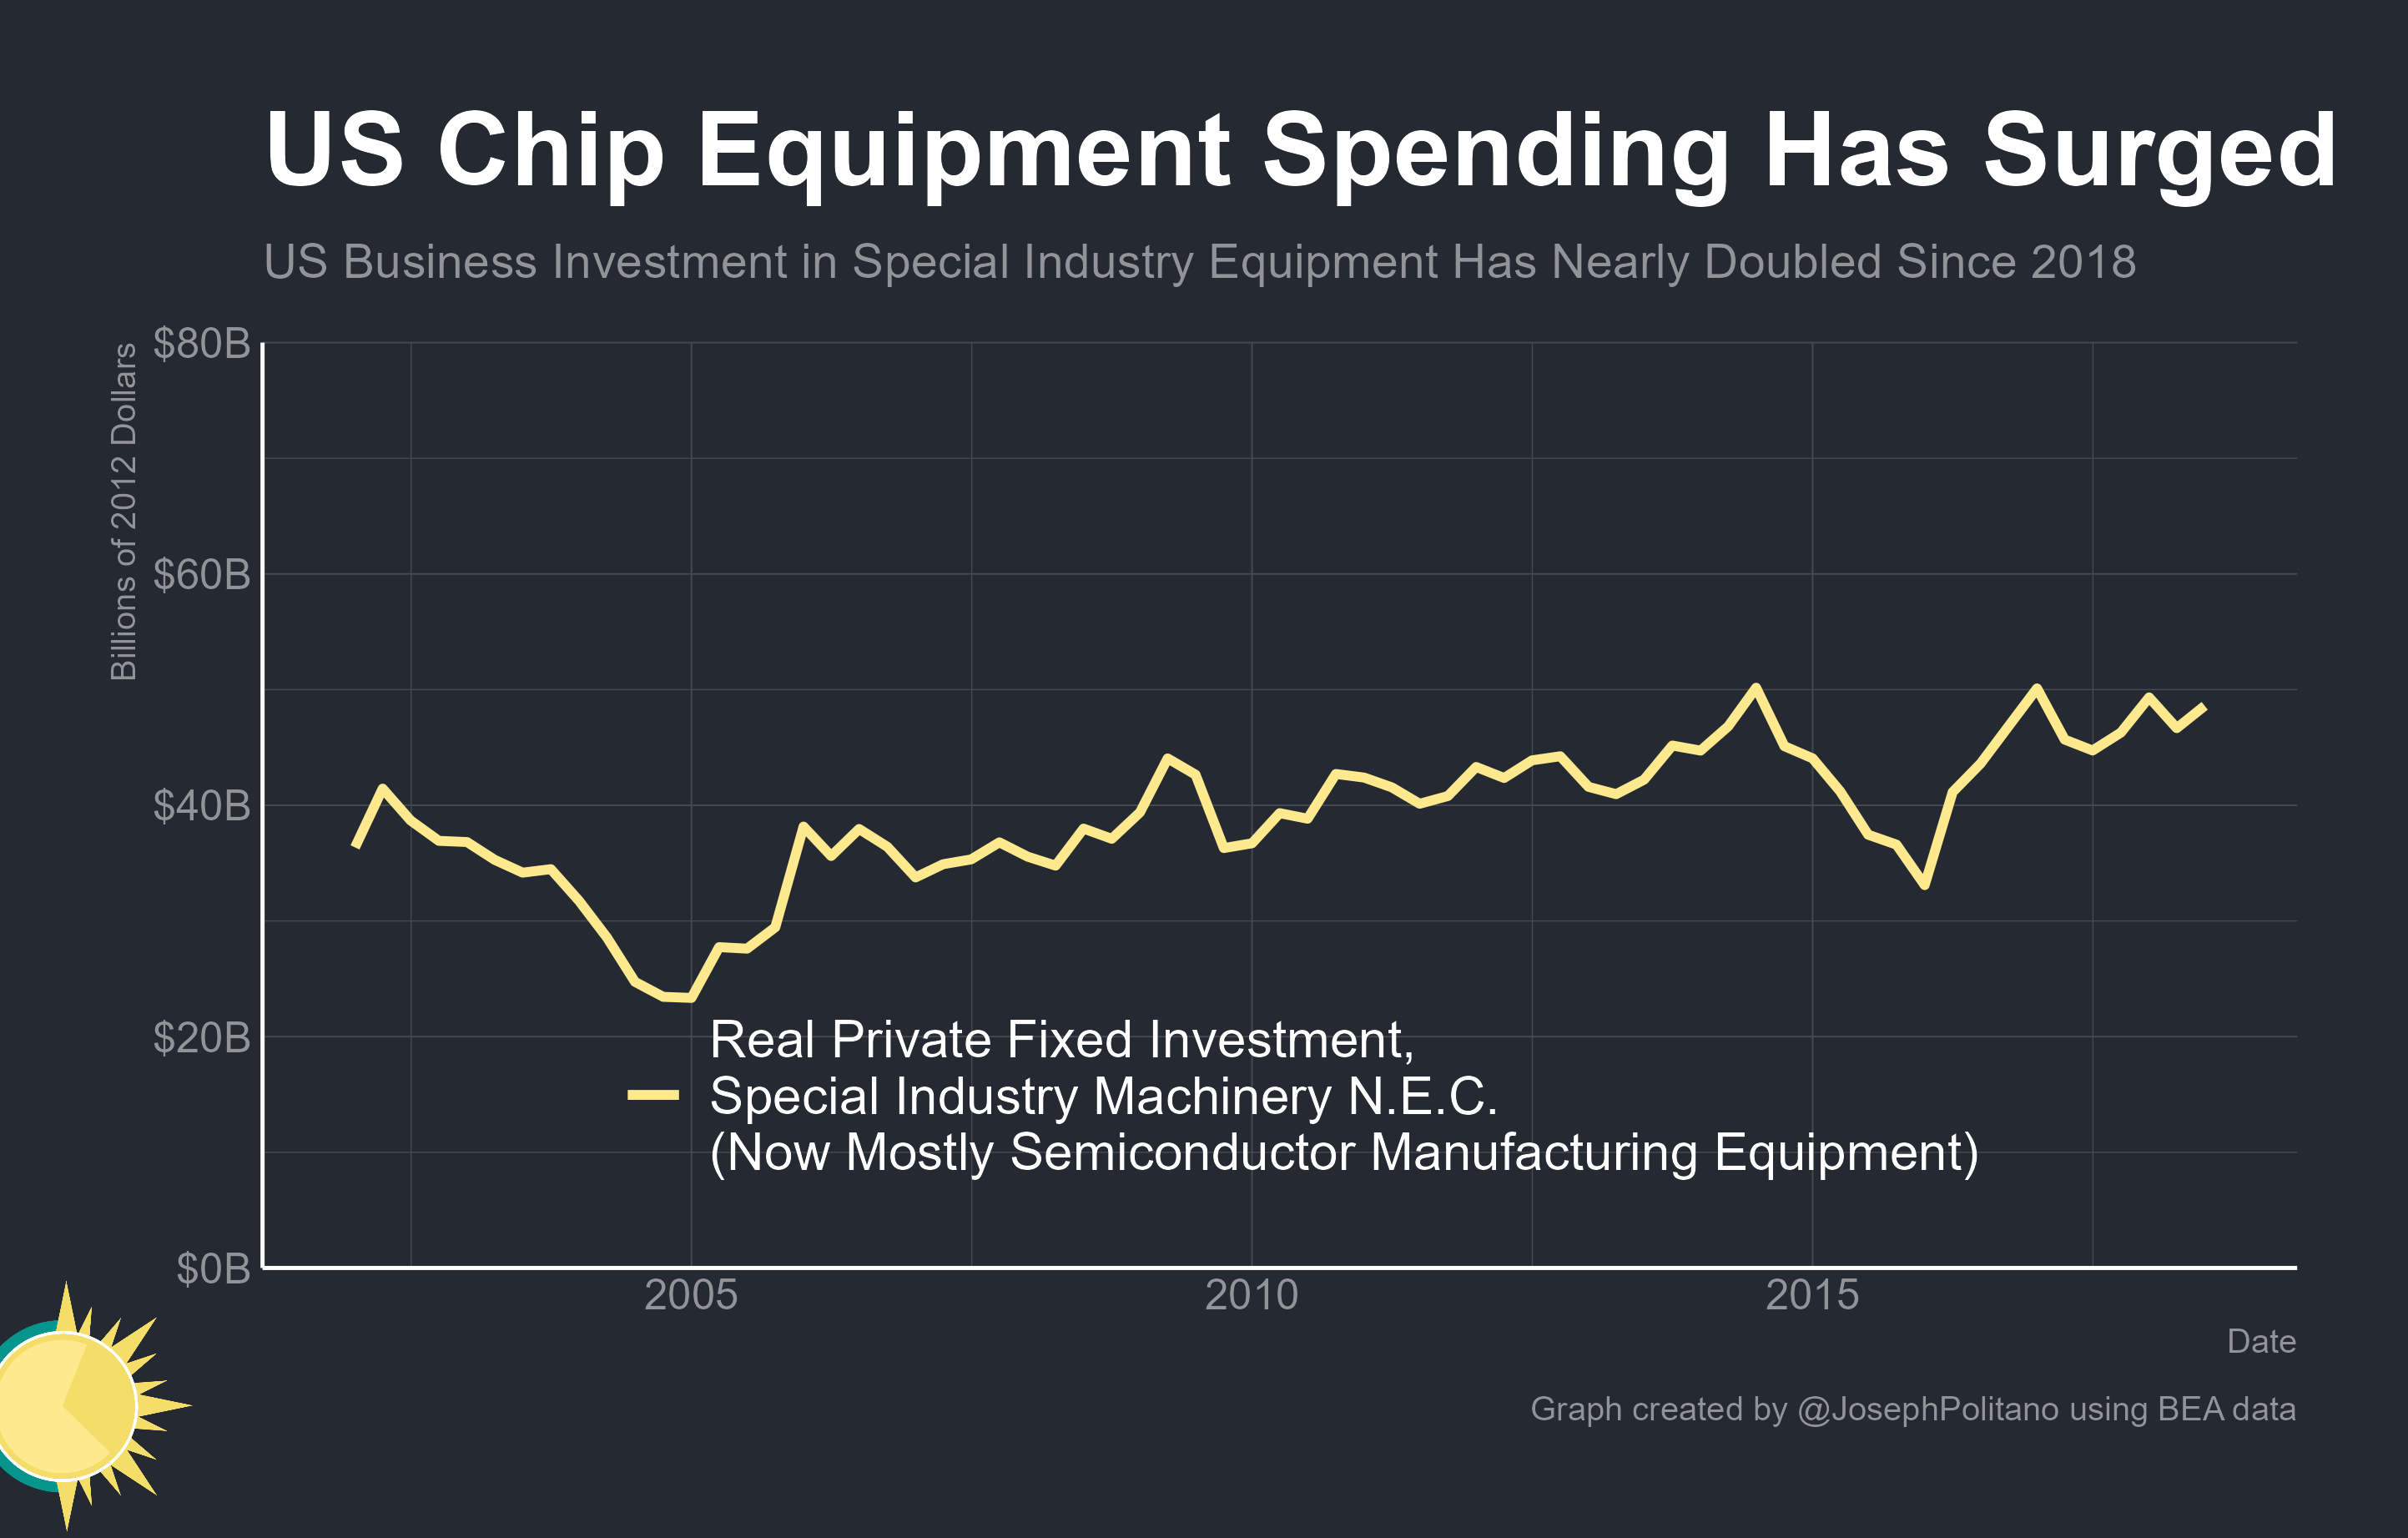 US Chip Equipment Spending Has Surged
US Business Investment in Special Industry Equipment Has Nearly Doubled Since 2018
Billions of 2012 Dollars
$80B
$60B
$40B
$20B
$0B
Real Private Fixed Investment,
Special Industry Machinery N.E.C.
(Now Mostly Semiconductor Manufacturing Equipment)
2005
2010
2015
Date
Graph created by @JosephPolitano using BEA data